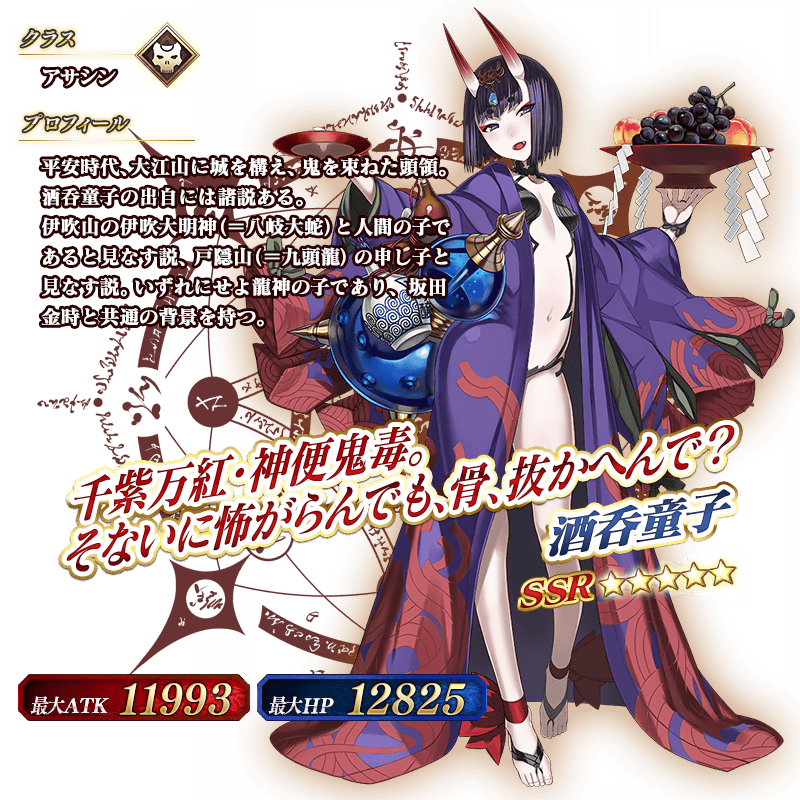 クラス
アサシン
プロフィール
平安時代、大江山に城を構え、鬼を束ねた頭領。
酒呑童子の出自には諸説ある。
伊吹山の伊吹大明神(＝八岐大蛇)と人間の子で
あると見なす説、戸隠山(＝九頭龍)の申し子と
見なす説。いずれにせよ龍神の子であり、坂田
金時と共通の背景を持つ。
千紫万紅・神便鬼毒。
そないに怖がらんでも、骨、抜かへんで？
酒呑童子
SSR ☆☆☆☆☆
最大ATK 11993
最大HP 12825